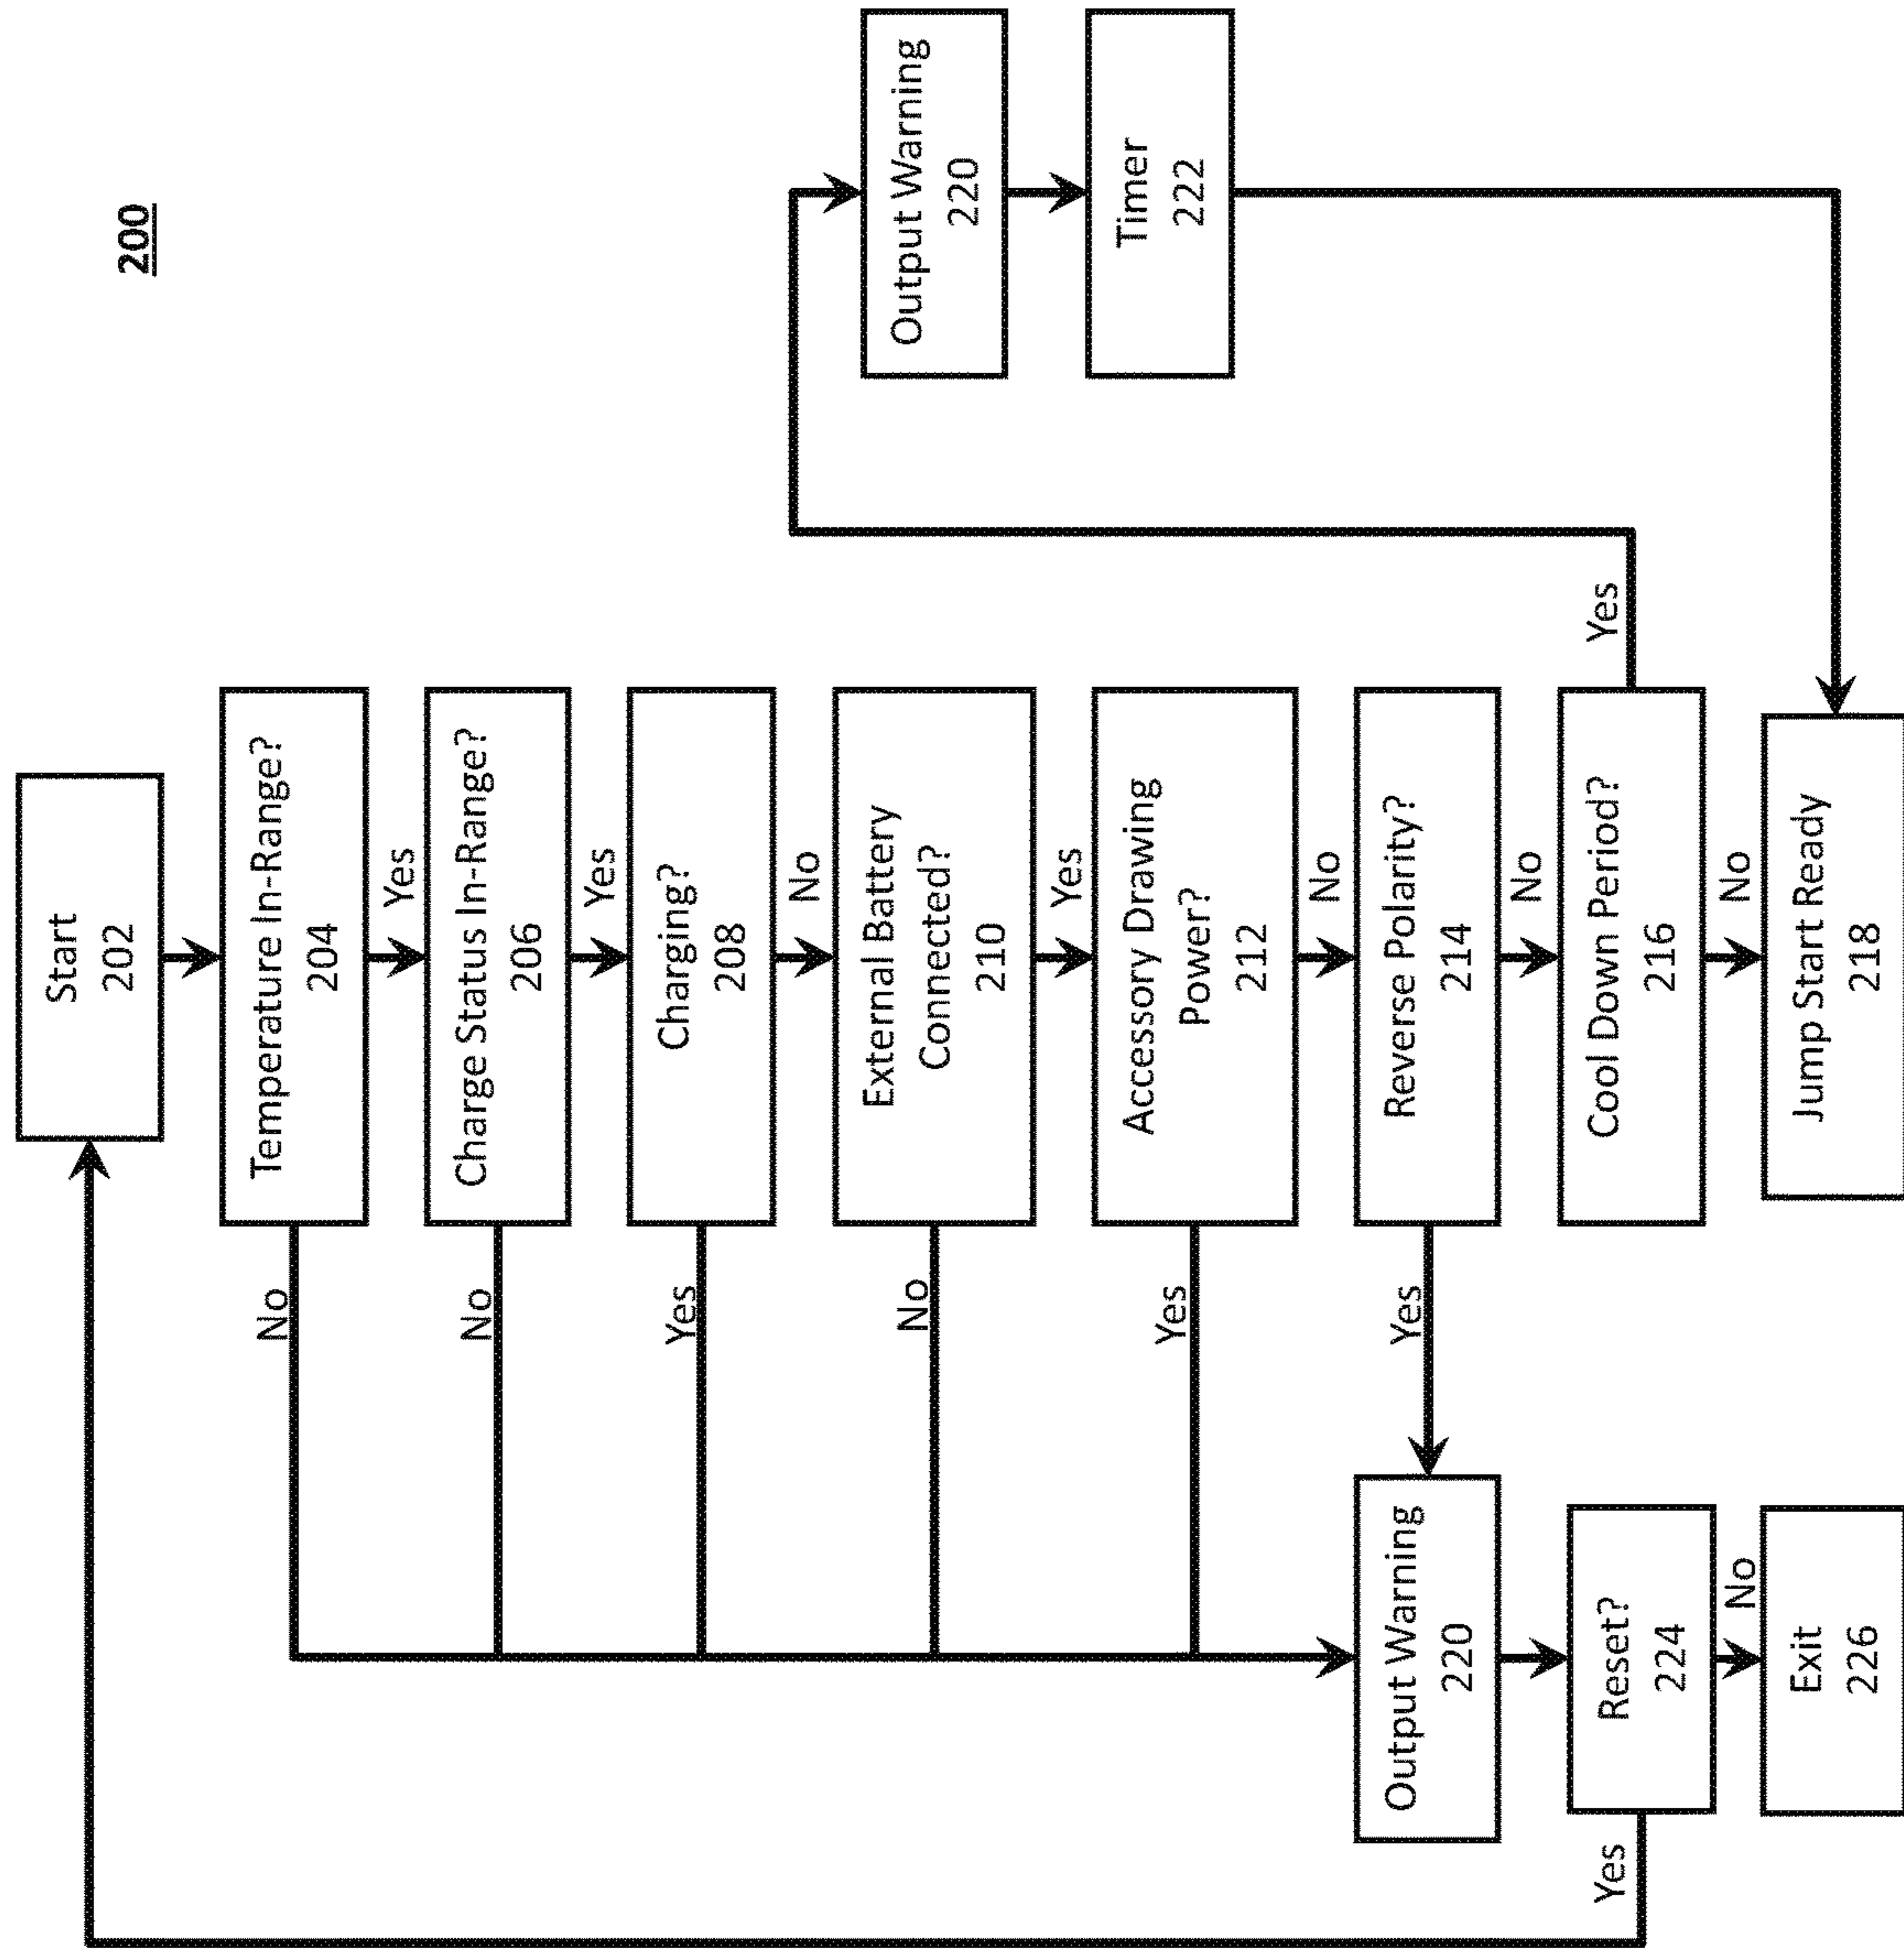 200
Start
202
Temperature In-Range?
204
No
Yes
Charge Status In-Range?
206
No
Yes
Charging?
208
Yes
No
External Battery
Connected?
210
No
Yes
Accessory Drawing
Power?
212
Yes
No
Reverse Polarity?
214
Yes
No
Cool Down Period?
216
Yes
No
Jump Start Ready
218
Output Warning
220
Timer
222
Output Warning
220
Reset?
224
Yes
No
Exit
226